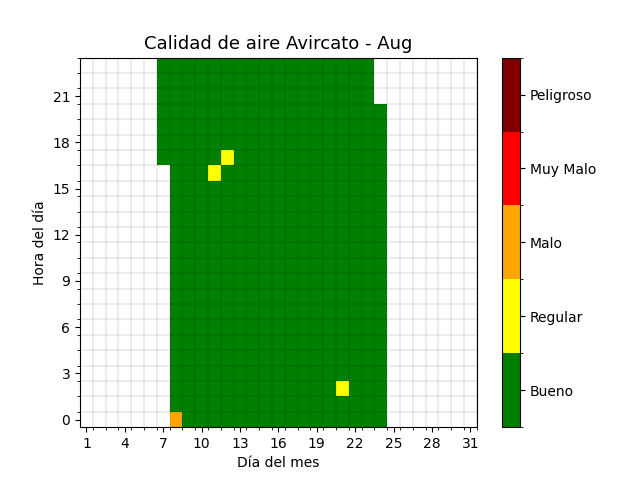 Calidad de aire Avircato - Aug
Hora del día
21
18
15
12
9
6
3
0
1 4 7 10 13 16 19 22 25 28 31
Día del mes
Peligroso
Muy Malo
Malo
Regular
Bueno